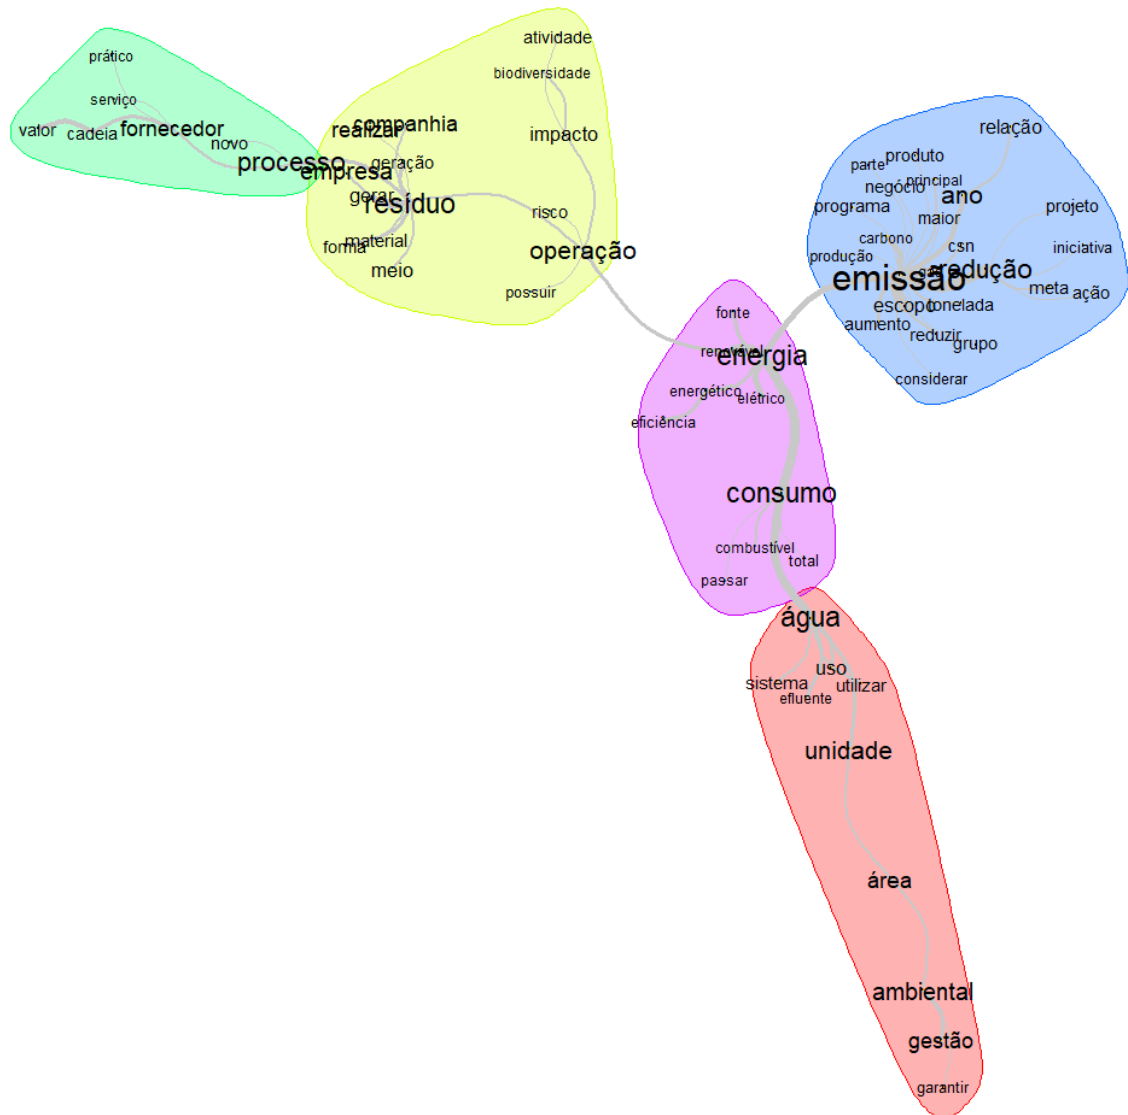 prático
serviço
valor
cadeia
fornecedor
novo
processo
atividade
biodiversidade
impacto
companhia
realizar
geração
empresa
gerar
resíduo
material
forma
meio
risco
operação
possuir
relação
produto
parte
principal
negócio
ano
programa
maior
projeto
carbono
csn
iniciativa
produção
gás
redução
emissão
meta
ação
escopo
tonelada
aumento
reduzir
grupo
considerar
fonte
renovável
energia
energético
elétrico
eficiência
consumo
combustível
total
passar
água
uso
sistema
utilizar
efluente
unidade
área
ambiental
gestão
garantir